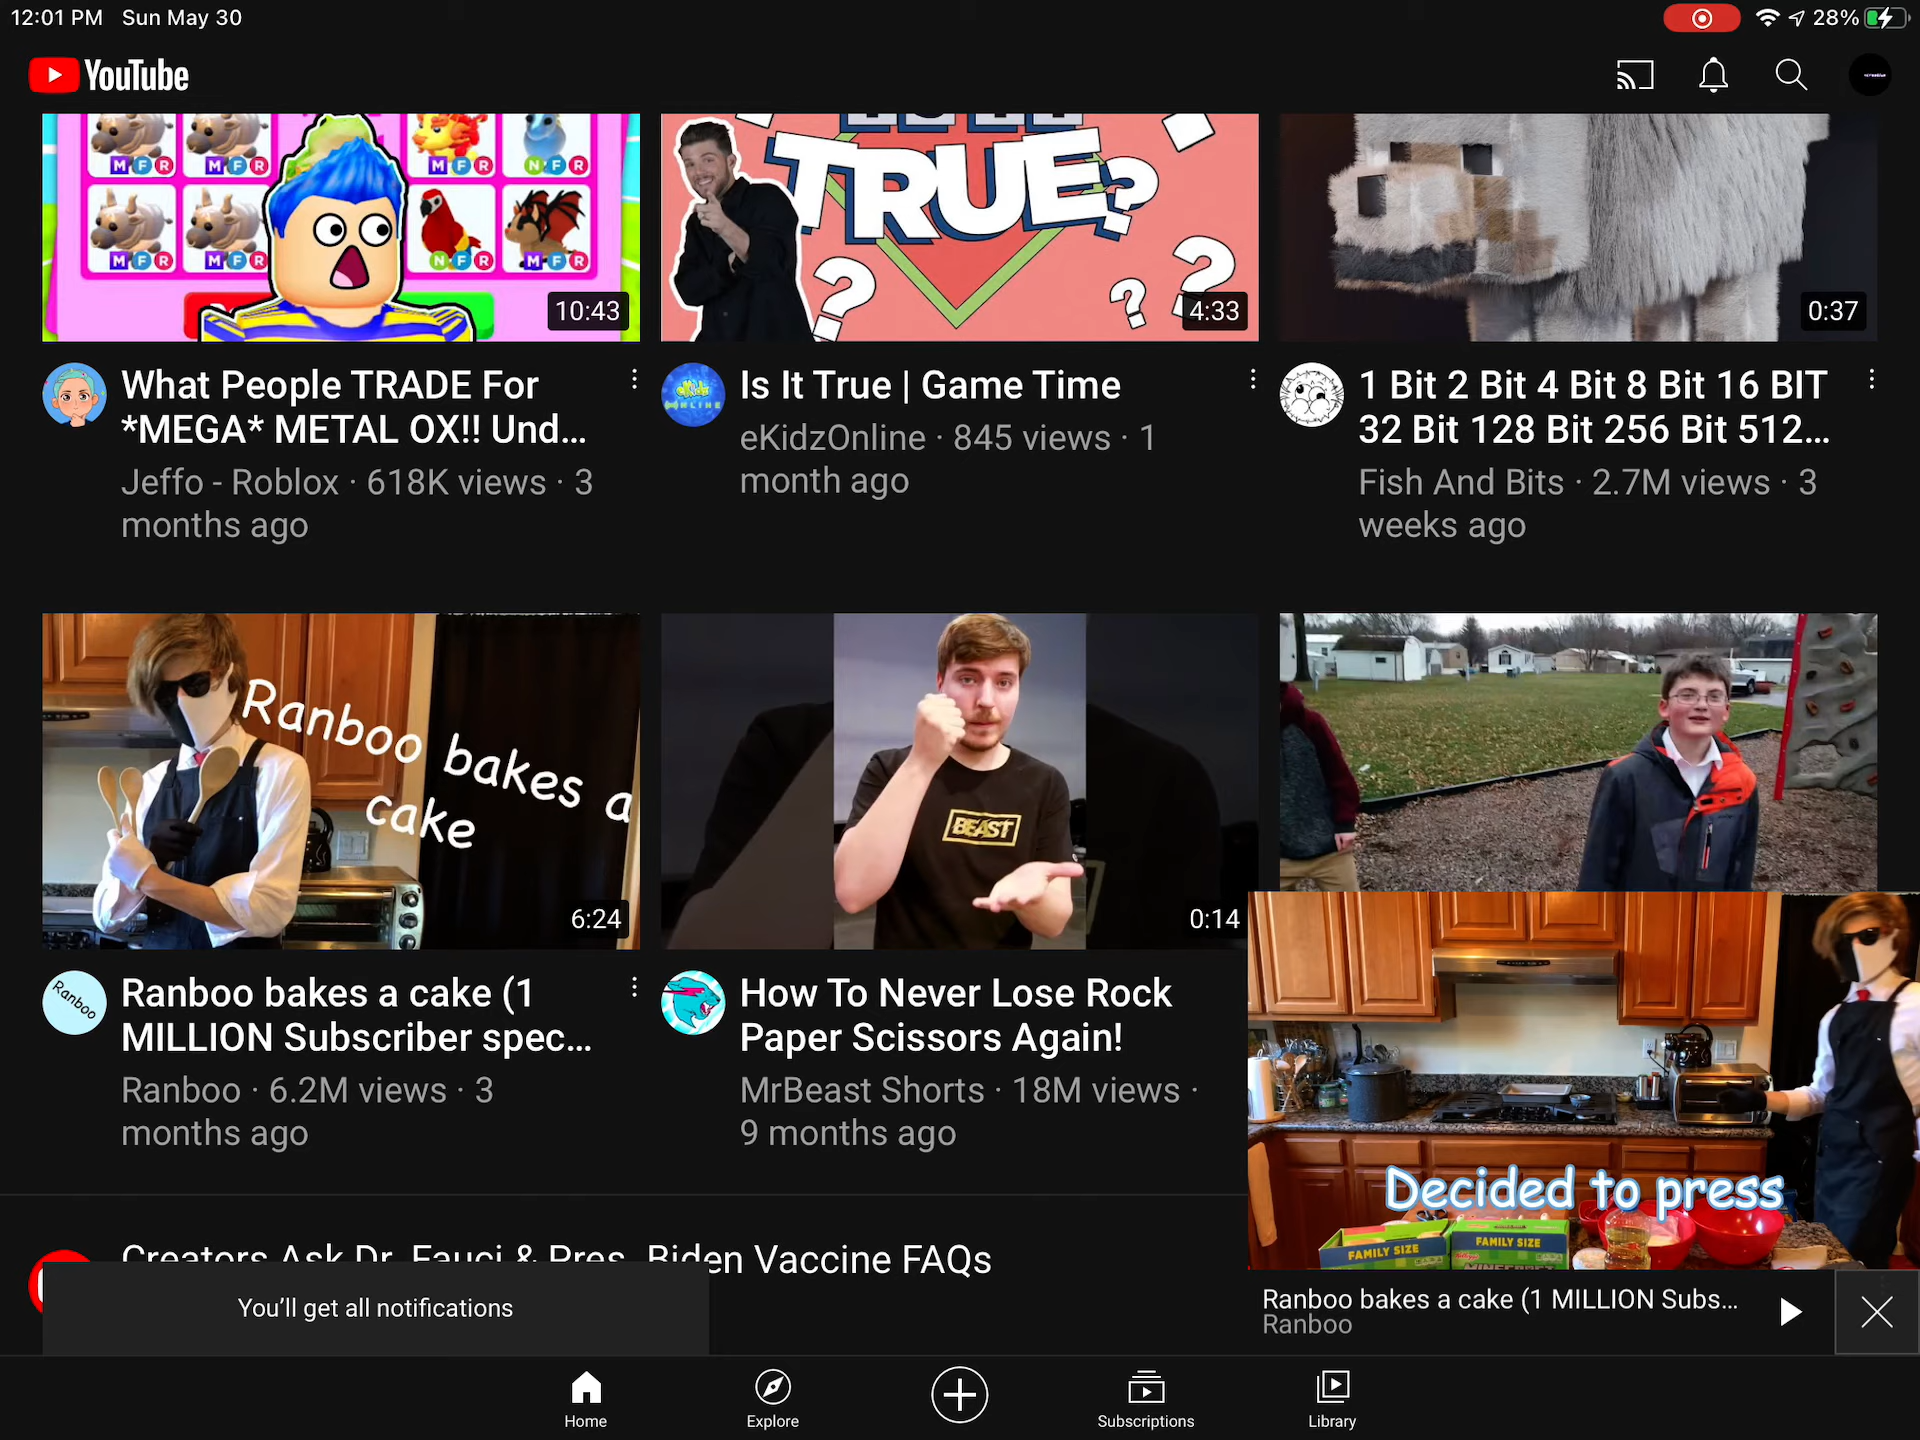 12:01 PM Sun May 30
28%
YouTube
M F R
M F R
M F R
N F R
M F R
M F R
N F R
M F R
10:43
TRUE?
? ? ?
4:33
0:37
What People TRADE For
*MEGA* METAL OX!! Und...
Jeffo - Roblox · 618K views · 3
months ago
eKidz
ONLINE
Is It True | Game Time
eKidzOnline · 845 views · 1
month ago
1 Bit 2 Bit 4 Bit 8 Bit 16 BIT
32 Bit 128 Bit 256 Bit 512...
Fish And Bits · 2.7M views · 3
weeks ago
Ranboo bakes a
cake
6:24
BEAST
0:14
Ranboo
Ranboo bakes a cake (1
MILLION Subscriber spec...
Ranboo · 6.2M views · 3
months ago
How To Never Lose Rock
Paper Scissors Again!
MrBeast Shorts · 18M views ·
9 months ago
Decided to press
FAMILY SIZE
FAMILY SIZE
MINECRAFT
Creators Ask Dr. Fauci & Pres. Biden Vaccine FAQs
You'll get all notifications
Ranboo bakes a cake (1 MILLION Subs...
Ranboo
Home
Explore
Subscriptions
Library